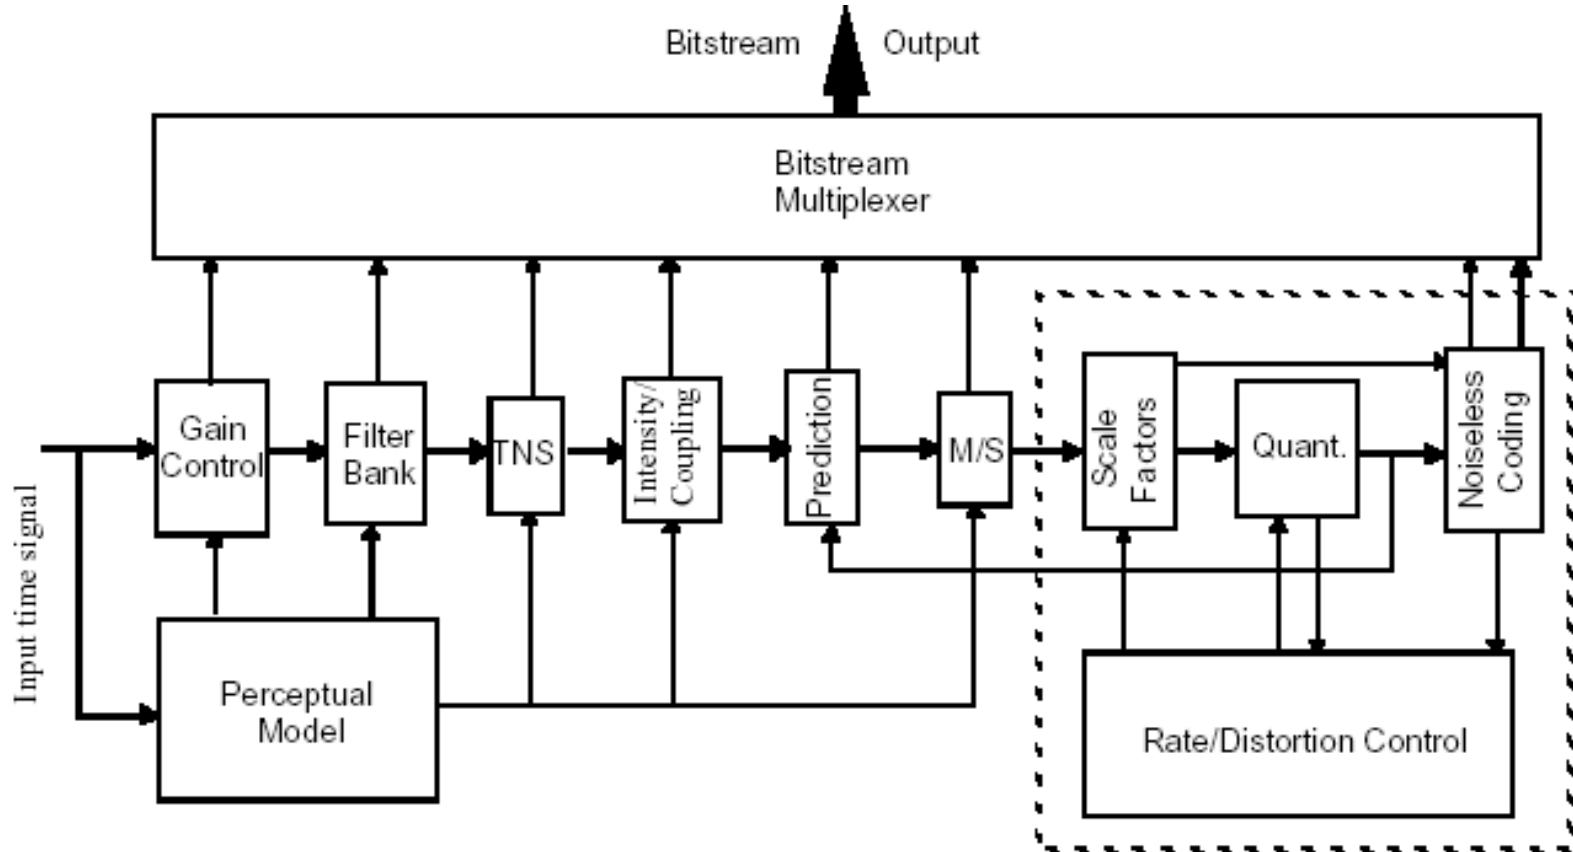 Bitstream Output
Bitstream
Multiplexer
Gain
Control
Filter
Bank
TNS
Intensity/
Coupling
Prediction
M/S
Scale
Factors
Quant.
Noiseless
Coding
Input time signal
Perceptual
Model
Rate/Distortion Control